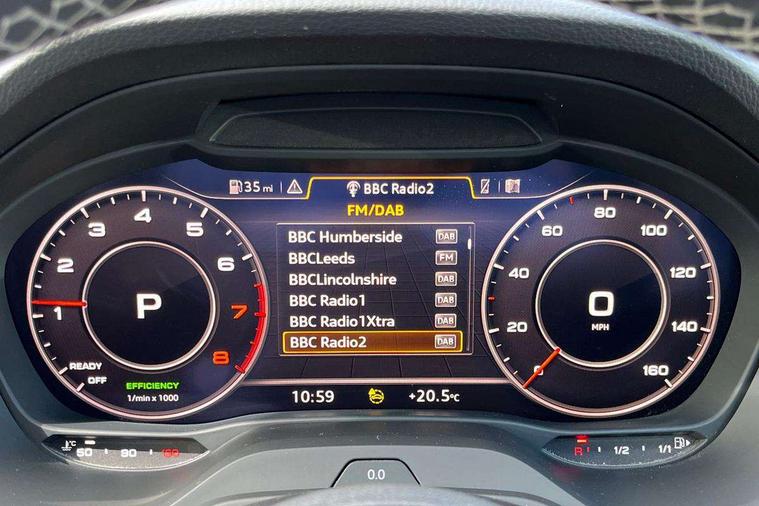 35 mi
BBC Radio2
FM/DAB
BBC Humberside DAB
BBCLeeds FM
BBCLincolnshire DAB
BBC Radio1 DAB
BBC Radio1Xtra DAB
BBC Radio2 DAB
10:59 +20.5°C
READY
OFF
1
2
3
4
5
6
7
8
P
EFFICIENCY
1/min x 1000
0
20
40
60
80
100
120
140
160
0
MPH
°C
50 90
R 1/2 1/1
0.0